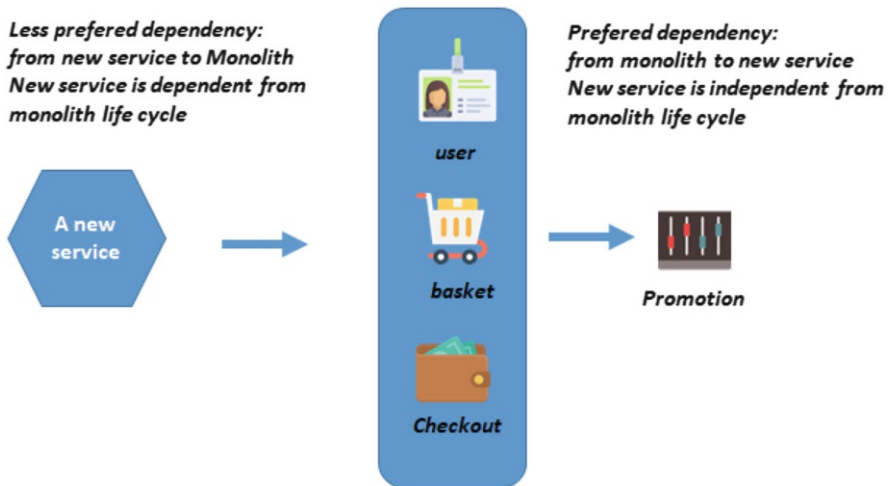 Less prefered dependency:
from new service to Monolith
New service is dependent from
monolith life cycle
A new
service
user
basket
Checkout
Prefered dependency:
from monolith to new service
New service is independent from
monolith life cycle
Promotion